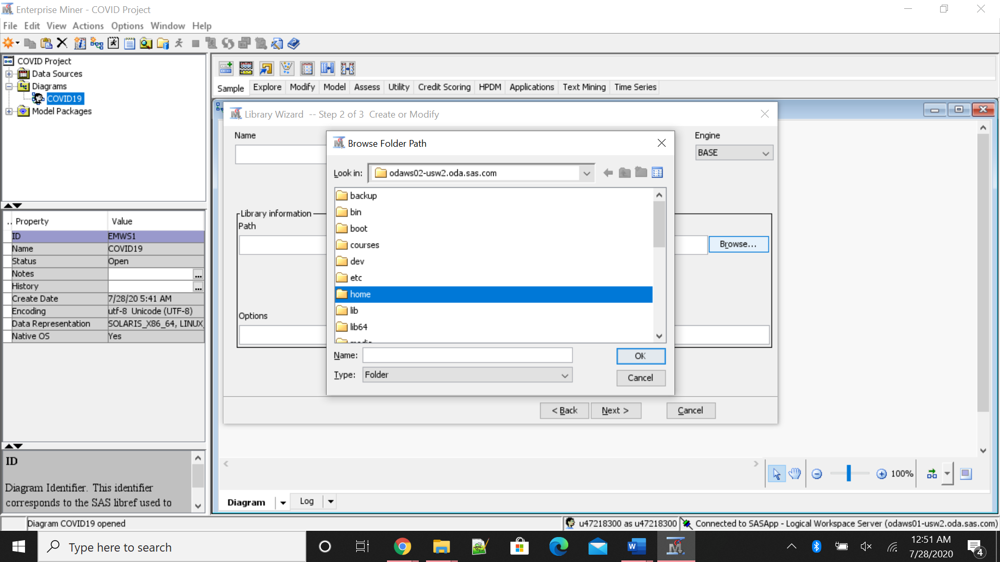 Enterprise Miner - COVID Project
File Edit View Actions Options Window Help
COVID Project
Data Sources
Diagrams
COVID19
Model Packages
Sample Explore Modify Model Assess Utility Credit Scoring HPDM Applications Text Mining Time Series
Library Wizard -- Step 2 of 3 Create or Modify
Name
Engine
BASE
Browse Folder Path
Look in: odaws02-usw2.oda.sas.com
backup
bin
boot
courses
dev
etc
home
lib
lib64
media
Name:
OK
Type: Folder
Cancel
Library information
Path
Browse...
Options
< Back Next > Cancel
.. Property Value
ID EMWS1
Name COVID19
Status Open
Notes ...
History ...
Create Date 7/28/20 5:41 AM
Encoding utf-8 Unicode (UTF-8)
Data Representation SOLARIS_X86_64, LINUX_
Native OS Yes
ID
Diagram Identifier. This identifier
corresponds to the SAS libref used to
100%
Diagram Log
Diagram COVID19 opened
u47218300 as u47218300
Connected to SASApp - Logical Workspace Server (odaws01-usw2.oda.sas.com)
Type here to search
12:51 AM
7/28/2020
4